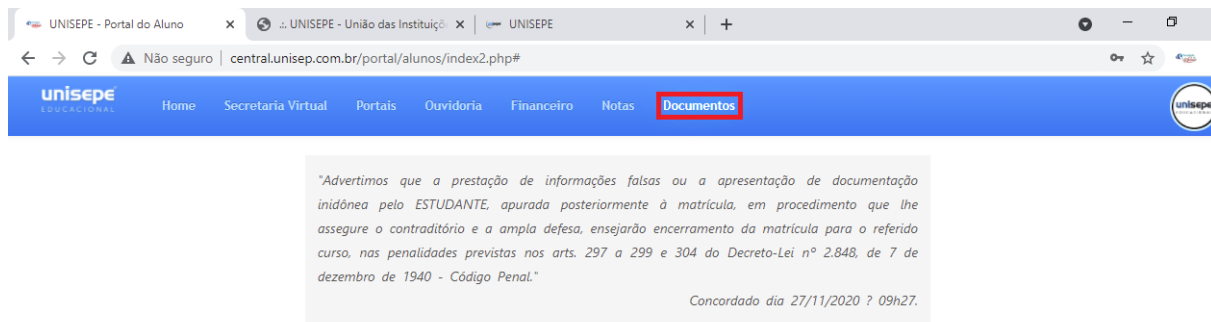 UNISEPE - Portal do Aluno
.:. UNISEPE - União das Instituiçõ
UNISEPE
Não seguro | central.unisep.com.br/portal/alunos/index2.php#
unisepe
EDUCACIONAL
Home Secretaria Virtual Portais Ouvidoria Financeiro Notas Documentos
unisepe
"Advertimos que a prestação de informações falsas ou a apresentação de documentação
inidônea pelo ESTUDANTE, apurada posteriormente à matrícula, em procedimento que lhe
assegure o contraditório e a ampla defesa, ensejarão encerramento da matrícula para o referido
curso, nas penalidades previstas nos arts. 297 a 299 e 304 do Decreto-Lei nº 2.848, de 7 de
dezembro de 1940 - Código Penal."
Concordado dia 27/11/2020 ? 09h27.